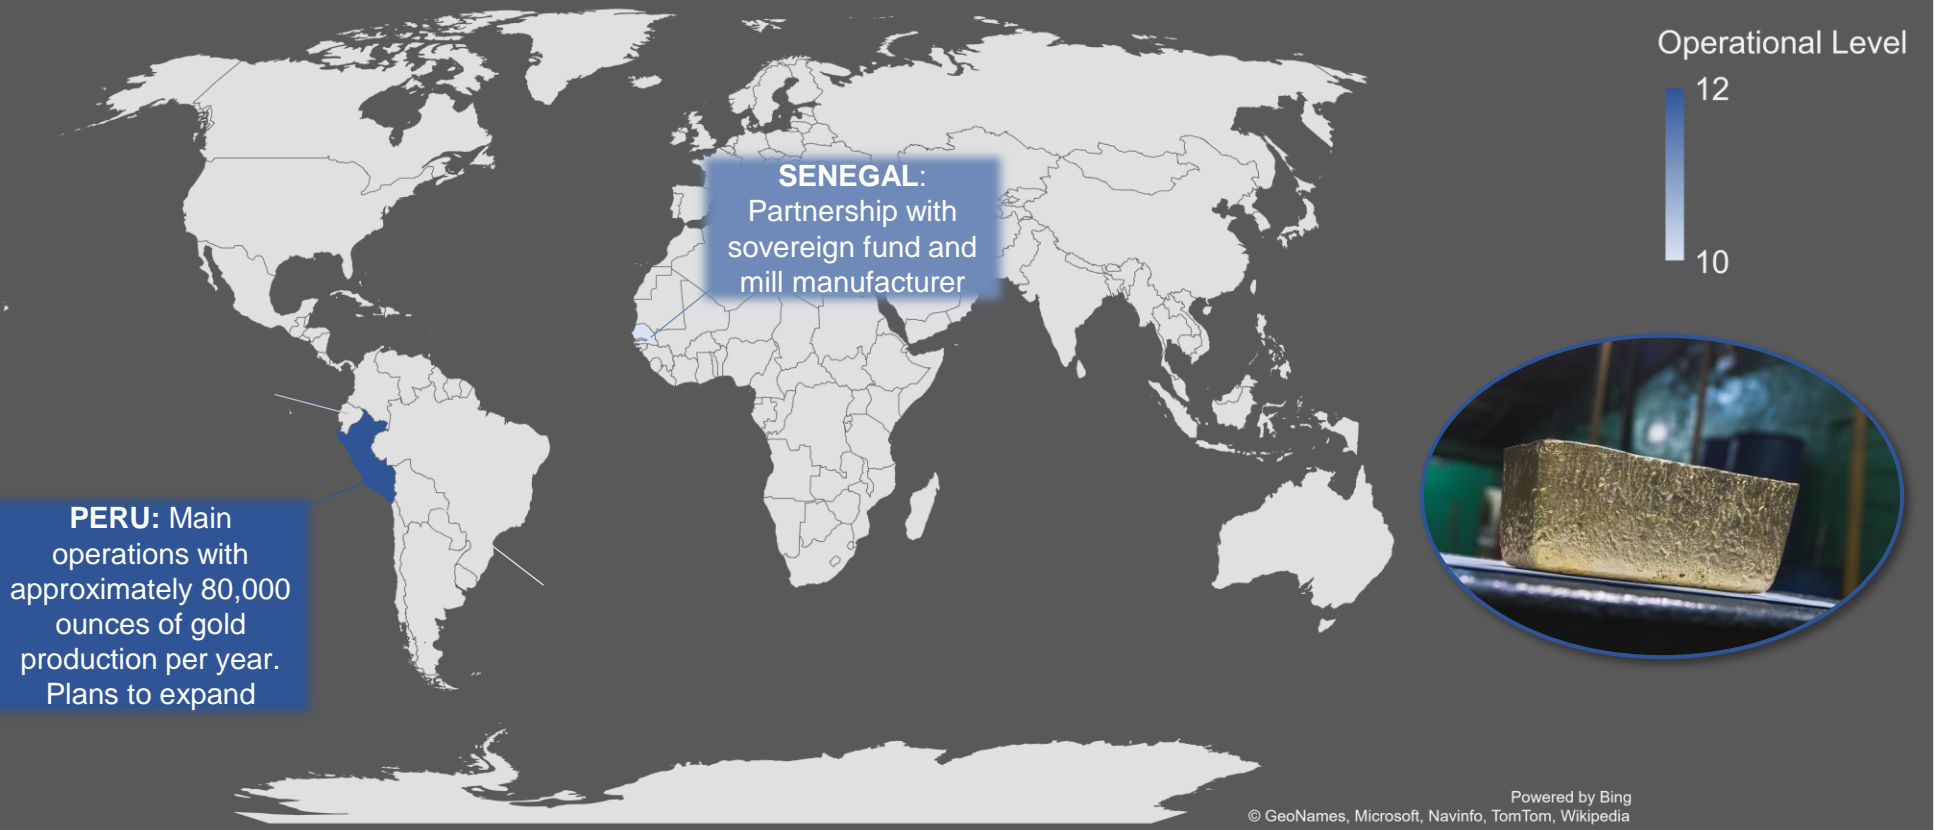 Operational Level
12
10
SENEGAL:
Partnership with
sovereign fund and
mill manufacturer
PERU: Main
operations with
approximately 80,000
ounces of gold
production per year.
Plans to expand
Powered by Bing
© GeoNames, Microsoft, Navinfo, TomTom, Wikipedia